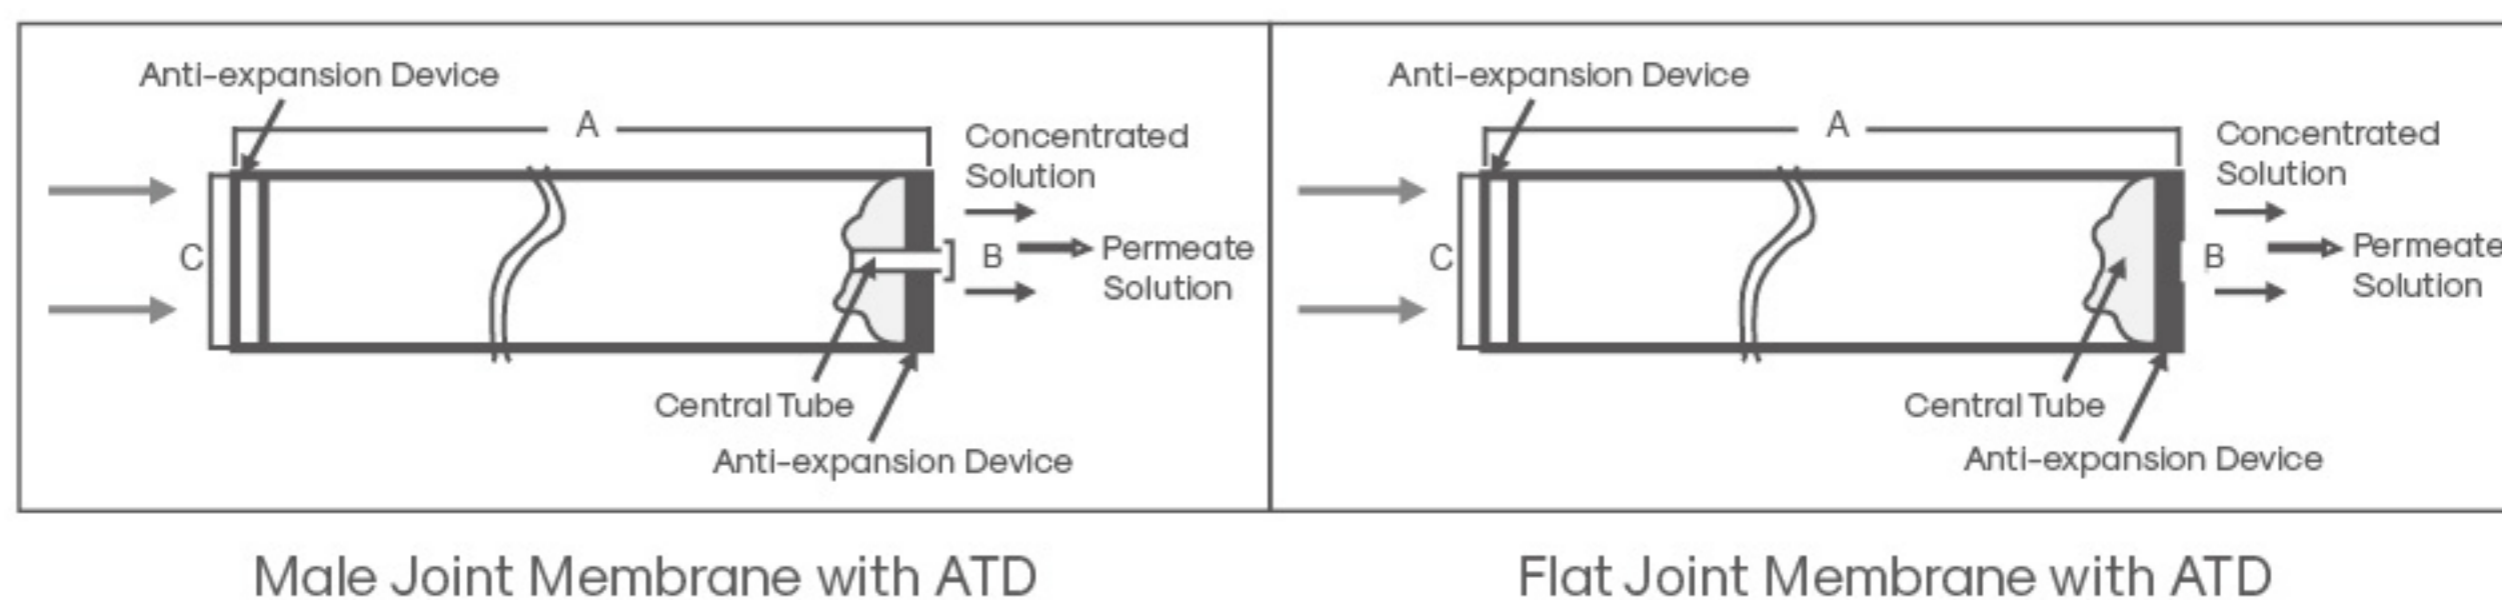 Anti-expansion Device
A
Concentrated
Solution
C
B
Permeate
Solution
Central Tube
Anti-expansion Device
Male Joint Membrane with ATD
Anti-expansion Device
A
Concentrated
Solution
C
B
Permeate
Solution
Central Tube
Anti-expansion Device
Flat Joint Membrane with ATD